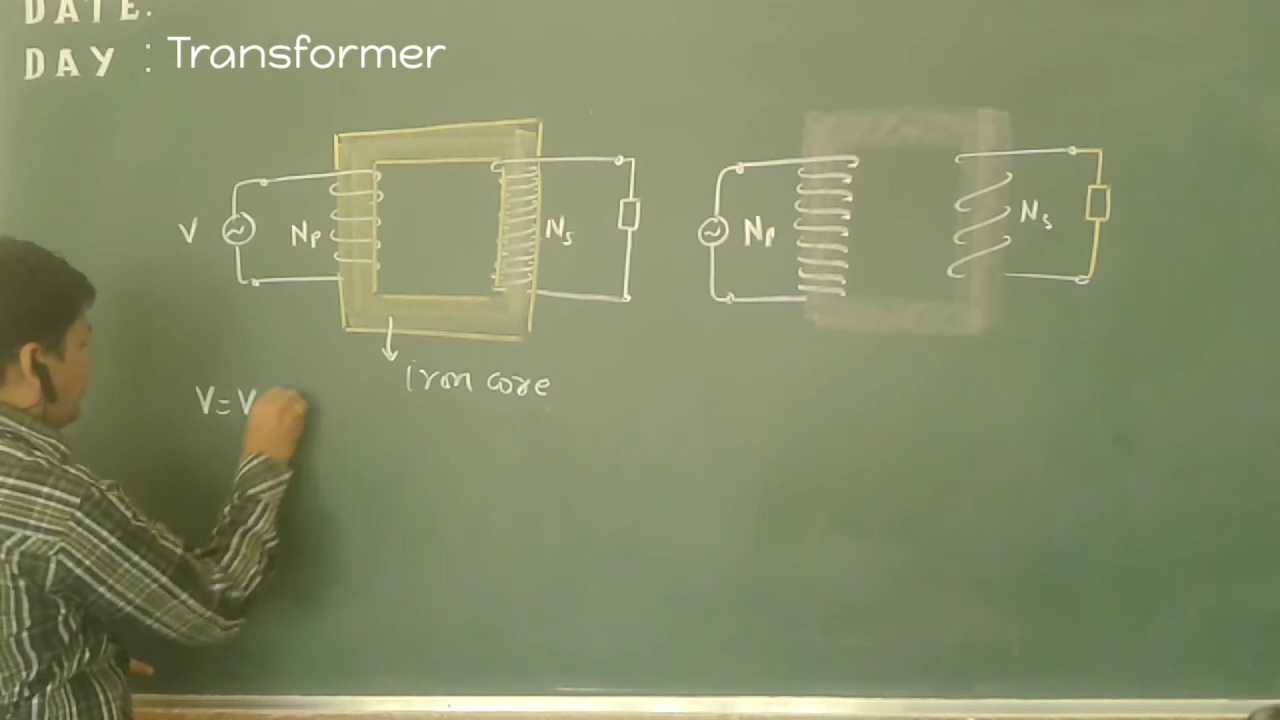 DATE:
DAY : Transformer
V
Np
Ns
Np
Ns
iron core
V=V